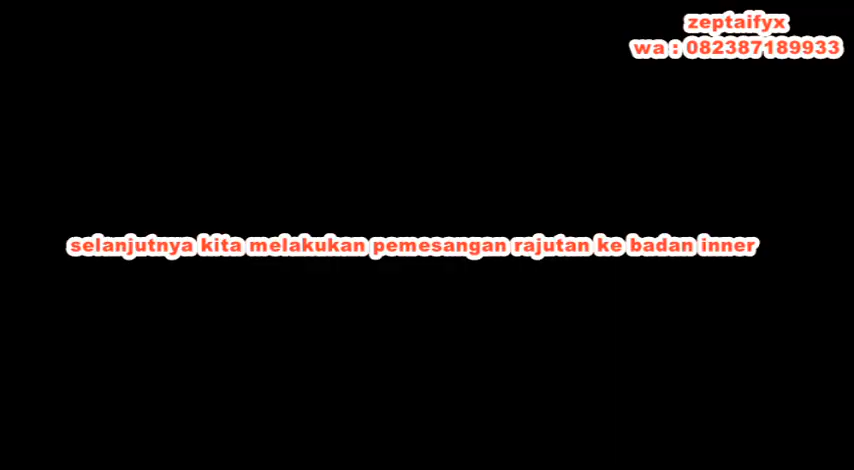 zeptaifyx
wa : 082387189933
selanjutnya kita melakukan pemesangan rajutan ke badan inner